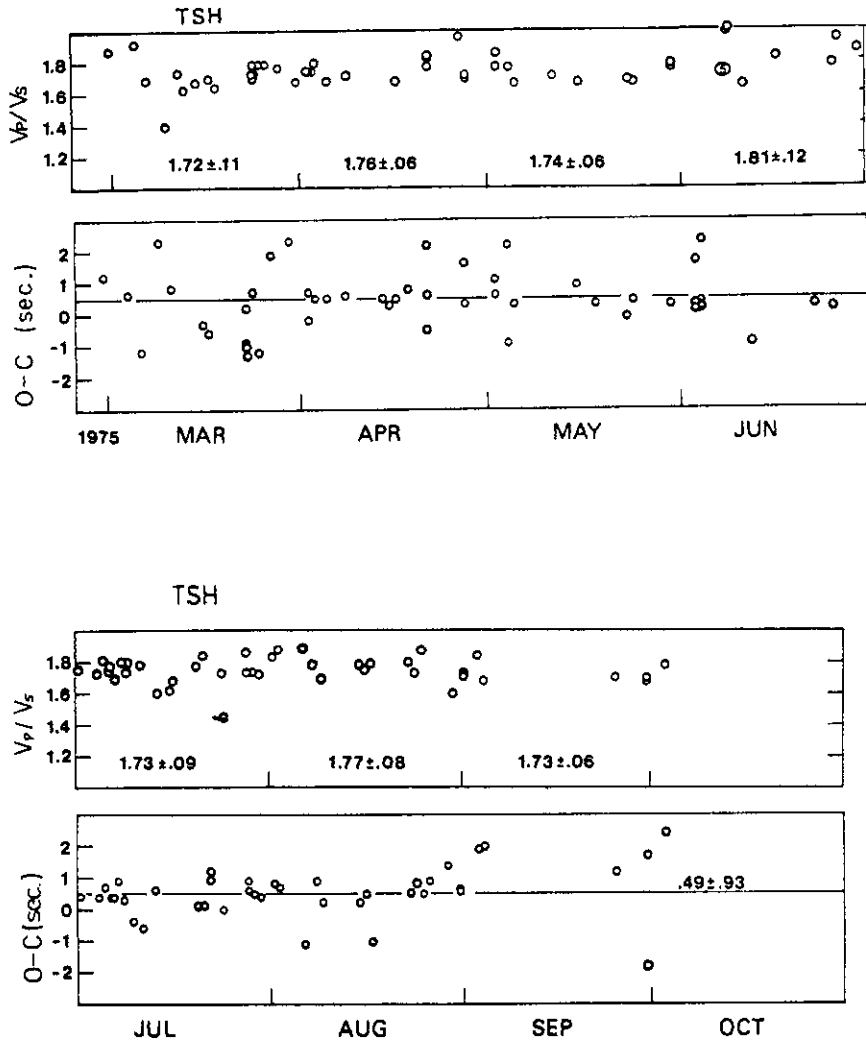 TSH
Vp/Vs
1.8
1.6
1.4
1.2
1.72±.11 1.76±.06 1.74±.06 1.81±.12
O-C (sec.)
2
1
0
-1
-2
1975 MAR APR MAY JUN
TSH
Vp/Vs
1.8
1.6
1.4
1.2
1.73±.09 1.77±.08 1.73±.06
O-C(sec.)
2
1
0
-1
-2
.49±.93
JUL AUG SEP OCT